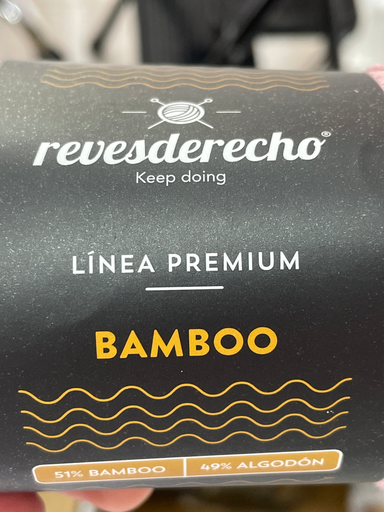 revesderecho®
Keep doing
LÍNEA PREMIUM
BAMBOO
51% BAMBOO | 49% ALGODÓN